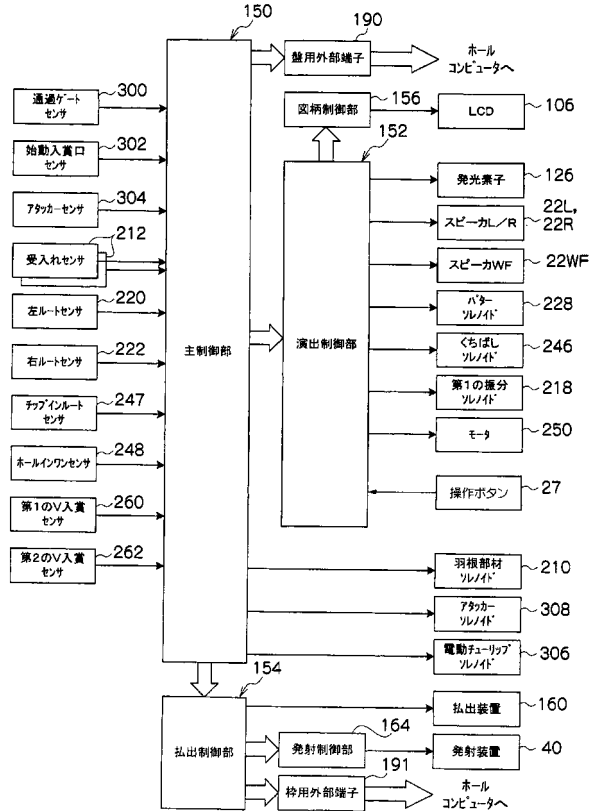 150
190
盤用外部端子
ホール
コンピュータへ
156
図柄制御部
LCD
106
152
通過ゲート
センサ
300
始動入賞口
センサ
302
アタッカーセンサ
304
212
受入れセンサ
左ルートセンサ
220
右ルートセンサ
222
チップインルート
センサ
247
ホールインワンセンサ
248
第1のV入賞
センサ
260
第2のV入賞
センサ
262
主制御部
演出制御部
発光素子
126
スピーカL/R
22L,
22R
スピーカWF
22WF
パター
ソレノイド
228
くちばし
ソレノイド
246
第1の振分
ソレノイド
218
モータ
250
操作ボタン
27
羽根部材
ソレノイド
210
アタッカー
ソレノイド
308
電動チューリップ
ソレノイド
306
154
払出制御部
払出装置
160
164
発射制御部
発射装置
40
191
枠用外部端子
ホール
コンピュータへ